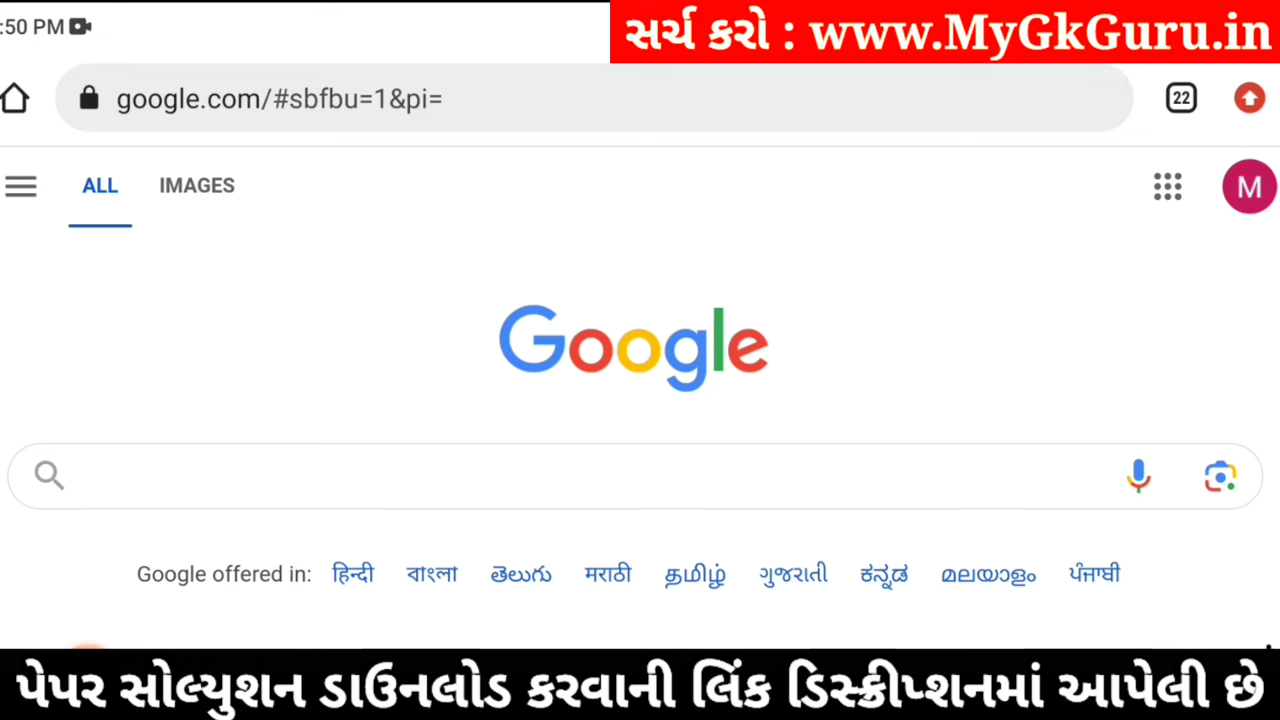 :50 PM
સર્ચ કરો : www.MyGkGuru.in
google.com/#sbfbu=1&pi=
22
ALL IMAGES
M
Google
Google offered in: हिन्दी বাংলা తెలుగు मराठी தமிழ் ગુજરાતી ಕನ್ನಡ മലയാളം ਪੰਜਾਬੀ
પેપર સોલ્યુશન ડાઉનલોડ કરવાની લિંક ડિસ્ક્રીપ્શનમાં આપેલી છે